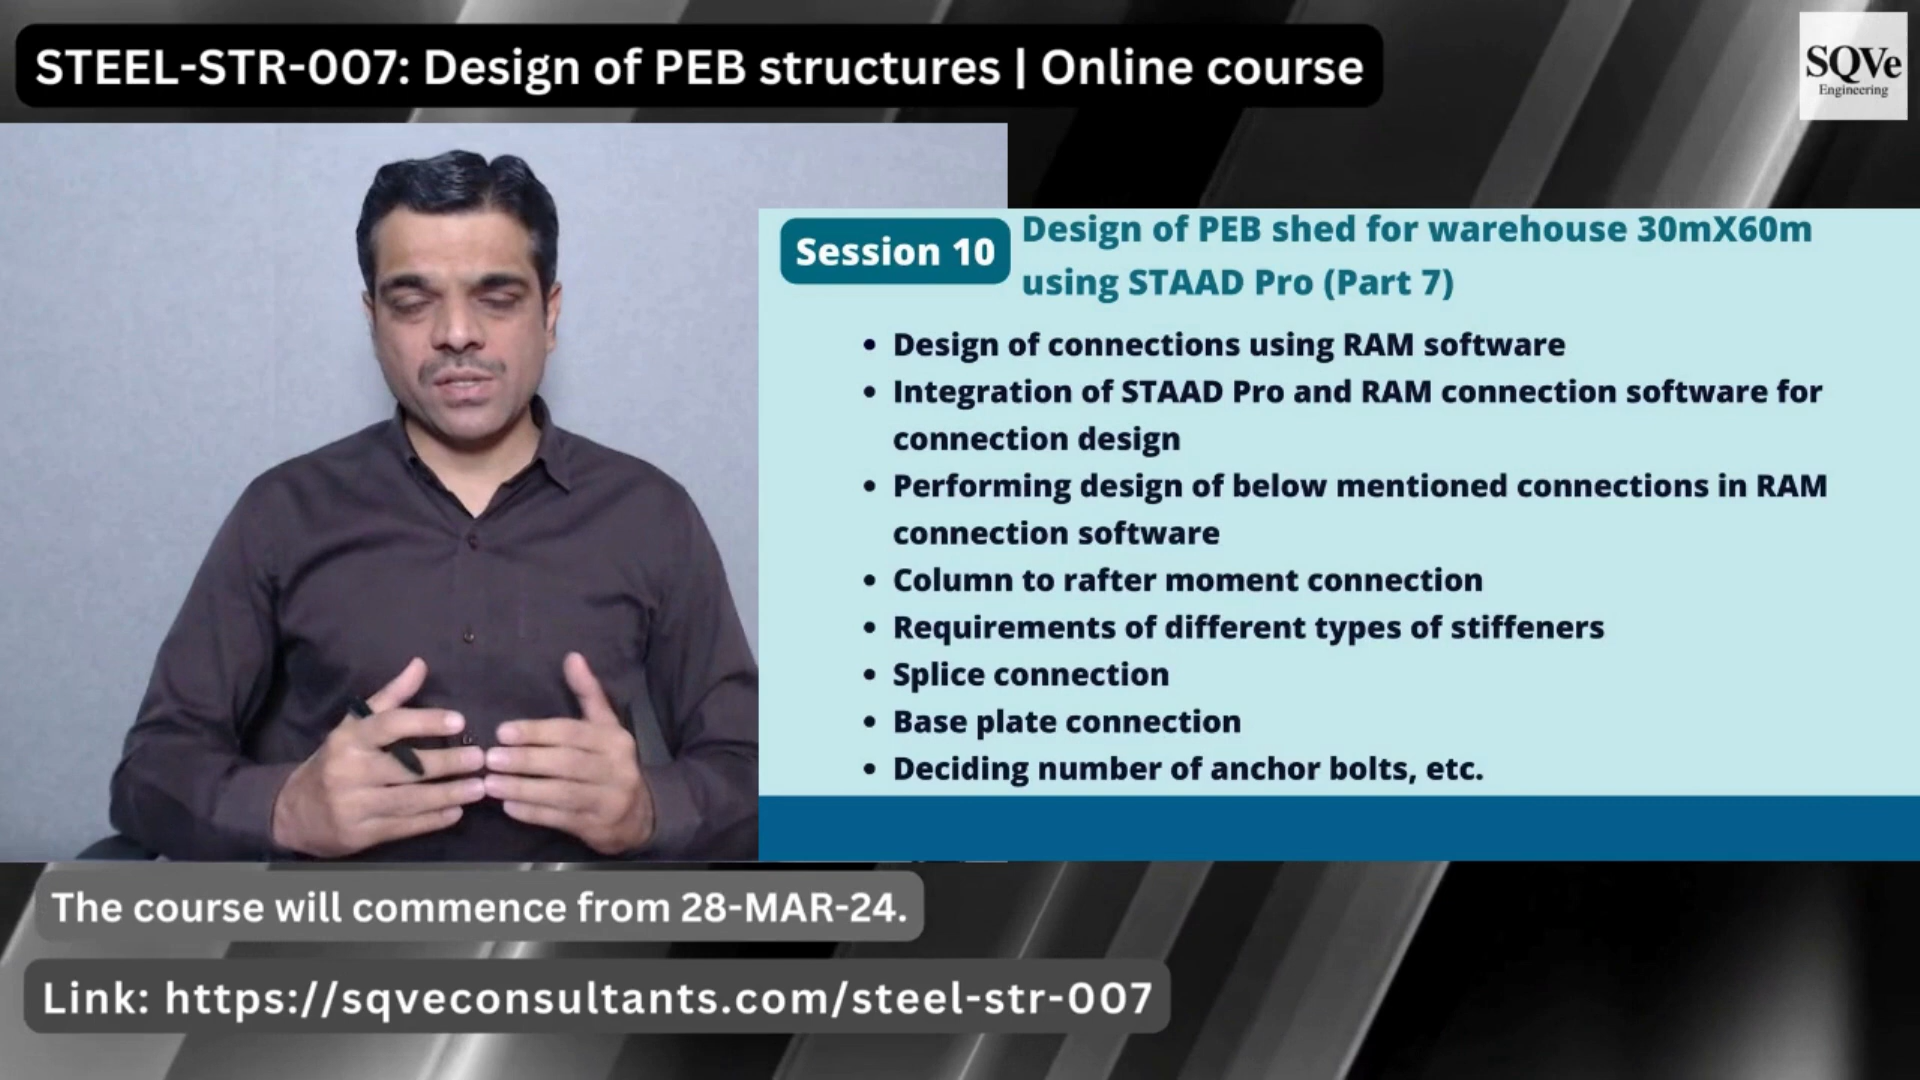 STEEL-STR-007: Design of PEB structures | Online course
SQVe
Engineering
Session 10
Design of PEB shed for warehouse 30mX60m
using STAAD Pro (Part 7)
• Design of connections using RAM software
• Integration of STAAD Pro and RAM connection software for
connection design
• Performing design of below mentioned connections in RAM
connection software
• Column to rafter moment connection
• Requirements of different types of stiffeners
• Splice connection
• Base plate connection
• Deciding number of anchor bolts, etc.
The course will commence from 28-MAR-24.
Link: https://sqveconsultants.com/steel-str-007